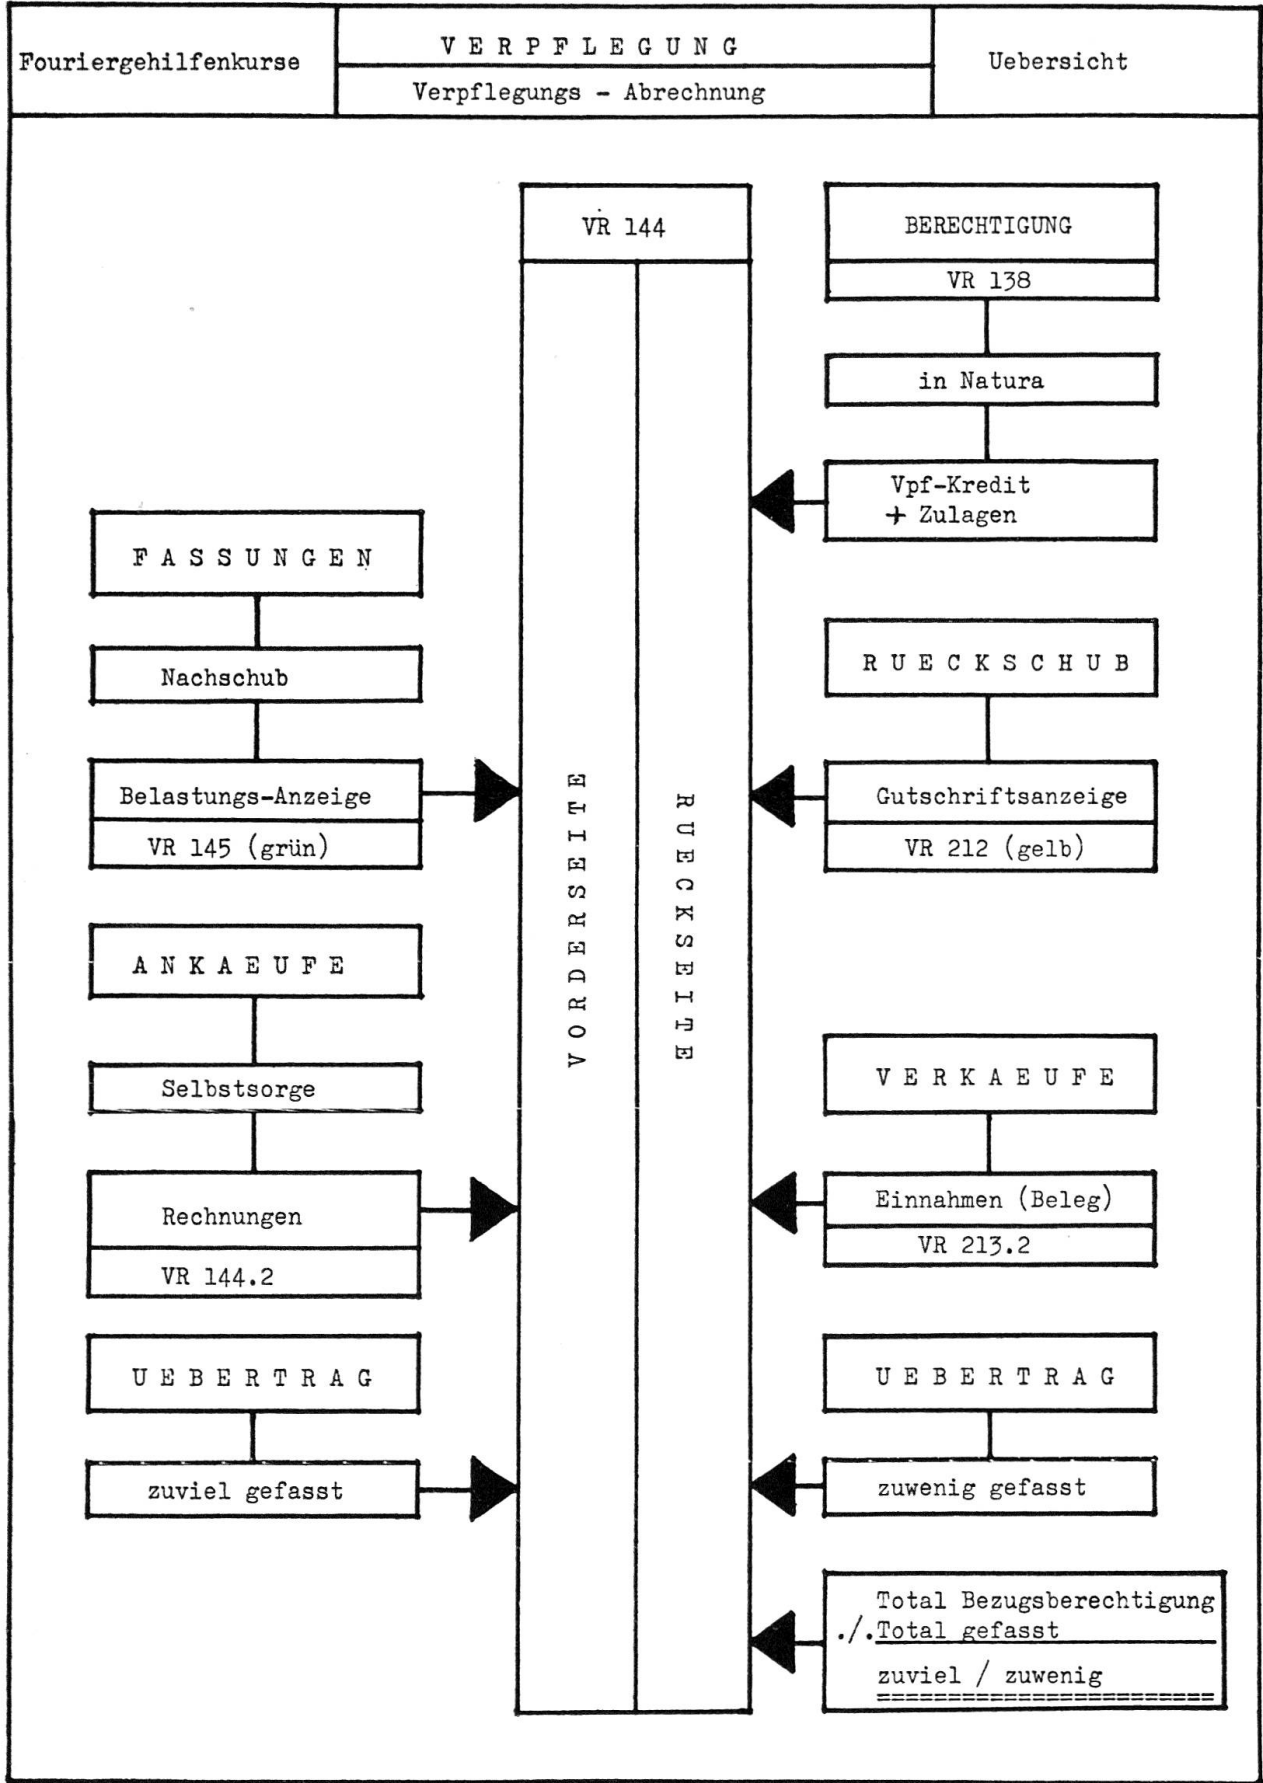 Fouriergehilfenkurse
VERPFLEGUNG
Verpflegungs - Abrechnung
Uebersicht
VR 144
VORDERSEITE
RUECKSEITE
FASSUNGEN
Nachschub
Belastungs-Anzeige
VR 145 (grün)
ANKAEUFE
Selbstsorge
Rechnungen
VR 144.2
UEBERTRAG
zuviel gefasst
BERECHTIGUNG
VR 138
in Natura
Vpf-Kredit
+ Zulagen
RUECKSCHUB
Gutschriftsanzeige
VR 212 (gelb)
VERKAEUFE
Einnahmen (Beleg)
VR 213.2
UEBERTRAG
zuwenig gefasst
Total Bezugsberechtigung
./.Total gefasst
zuviel / zuwenig